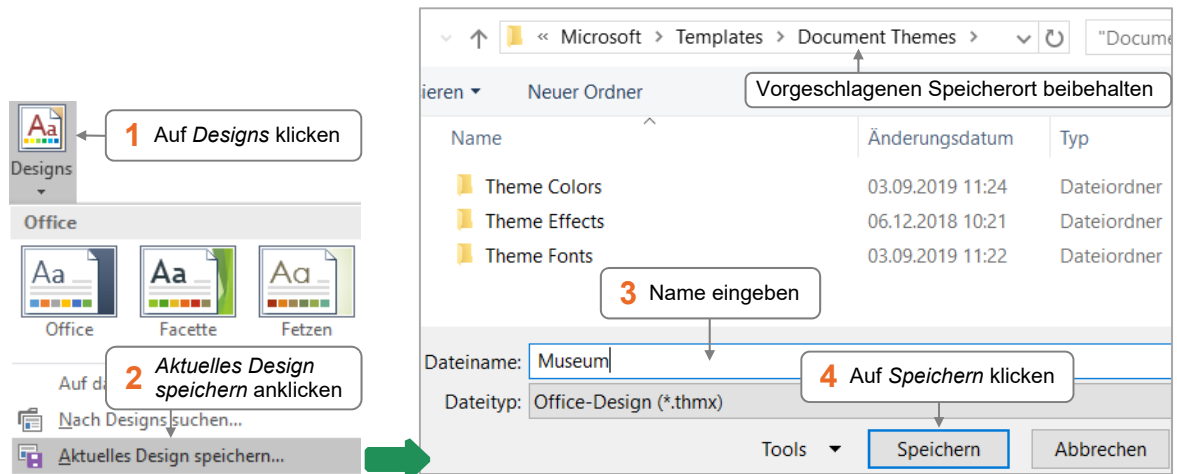 « Microsoft > Templates > Document Themes >
"Docume
Vorgeschlagenen Speicherort beibehalten
ieren
Neuer Ordner
Name
Änderungsdatum
Typ
Theme Colors
03.09.2019 11:24
Dateiordner
Theme Effects
06.12.2018 10:21
Dateiordner
Theme Fonts
03.09.2019 11:22
Dateiordner
Aa
1 Auf Designs klicken
Designs
Office
Aa
Aa
Aa
Office
Facette
Fetzen
2 Aktuelles Design
speichern anklicken
Auf d
Nach Designs suchen...
Aktuelles Design speichern...
3 Name eingeben
Dateiname: Museum
4 Auf Speichern klicken
Dateityp: Office-Design (*.thmx)
Tools
Speichern
Abbrechen